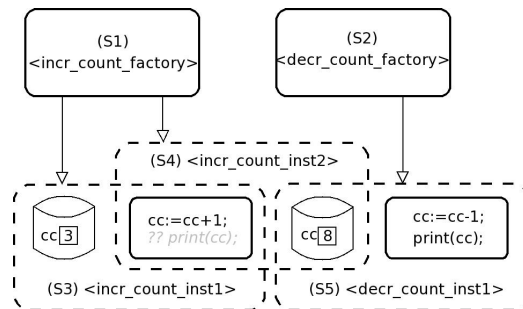 (S1)
<incr_count_factory>
(S2)
<decr_count_factory>
(S4) <incr_count_inst2>
cc 3
cc:=cc+1;
?? print(cc);
cc 8
cc:=cc-1;
print(cc);
(S3) <incr_count_inst1>
(S5) <decr_count_inst1>